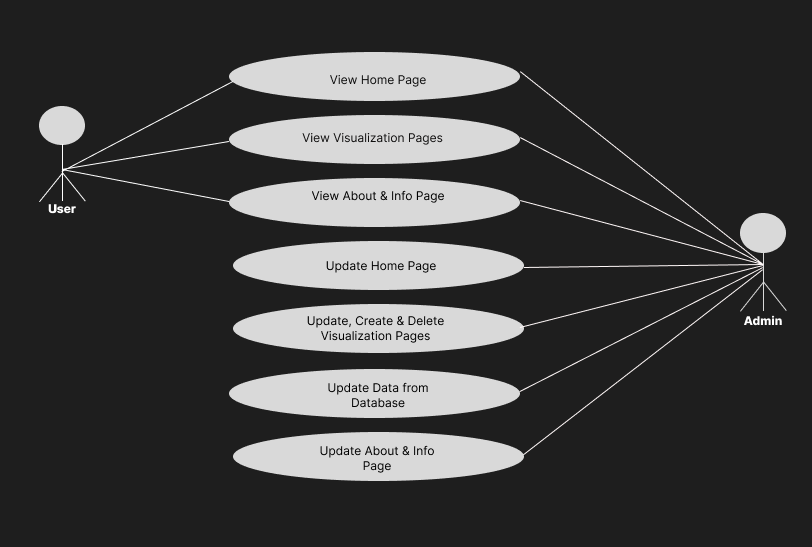 View Home Page
View Visualization Pages
View About & Info Page
User
Update Home Page
Update, Create & Delete
Visualization Pages
Admin
Update Data from
Database
Update About & Info
Page